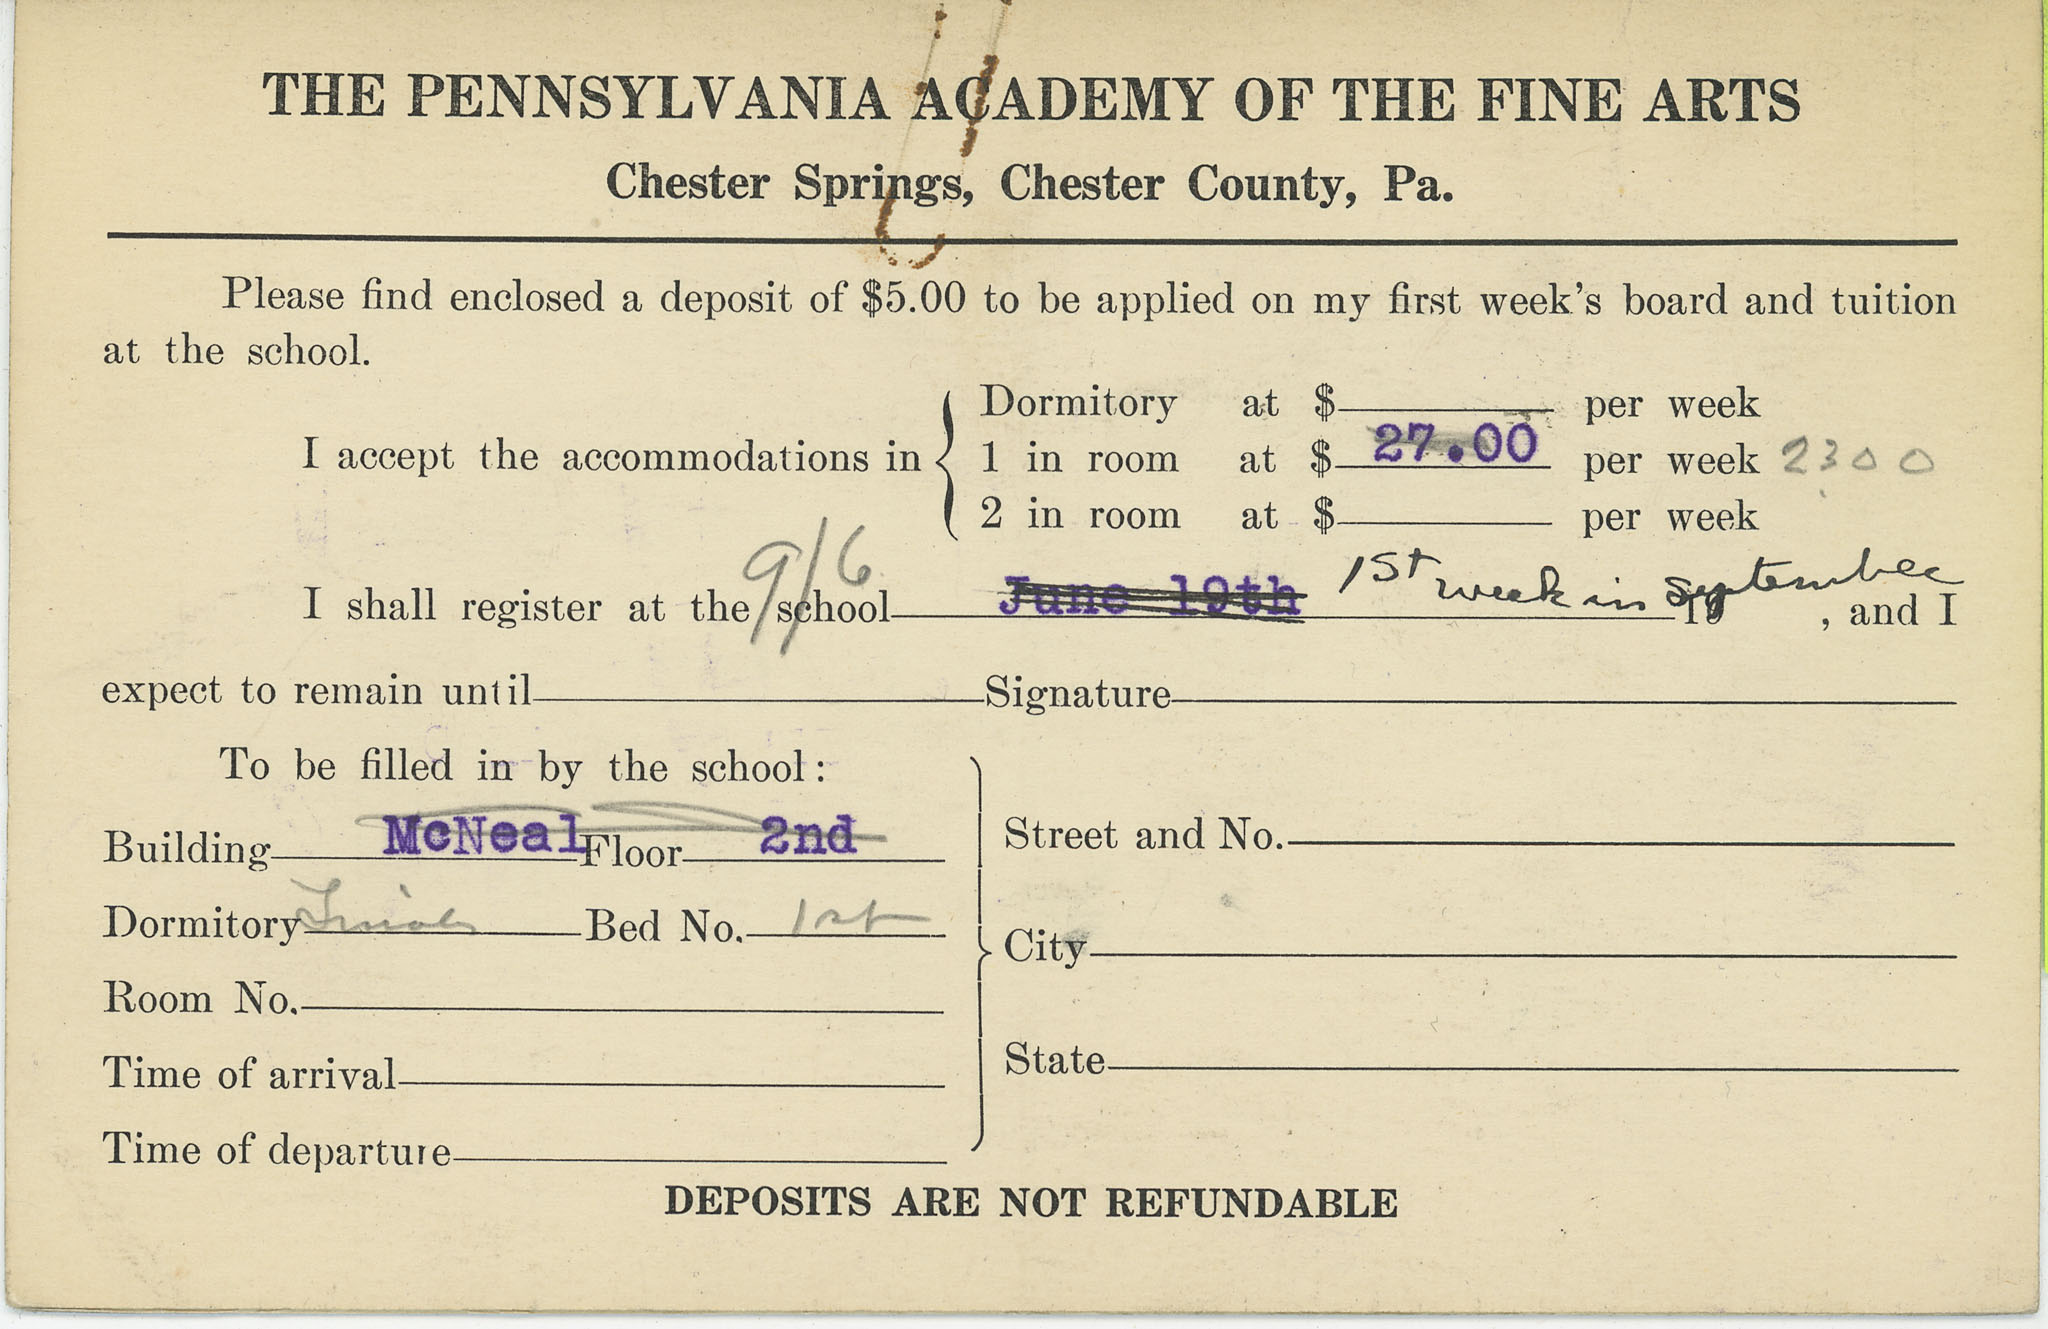 THE PENNSYLVANIA ACADEMY OF THE FINE ARTS
Chester Springs, Chester County, Pa.
Please find enclosed a deposit of $5.00 to be applied on my first week's board and tuition
at the school.
Dormitory at $ per week
I accept the accommodations in 1 in room at $ 27.00 per week 2300
2 in room at $ per week
9/6
I shall register at the school June 19th 1st week in September 19 , and I
expect to remain until Signature
To be filled in by the school:
Building McNeal Floor 2nd
Dormitory Bed No. 1st
Room No.
Time of arrival
Time of departure
Street and No.
City
State
DEPOSITS ARE NOT REFUNDABLE